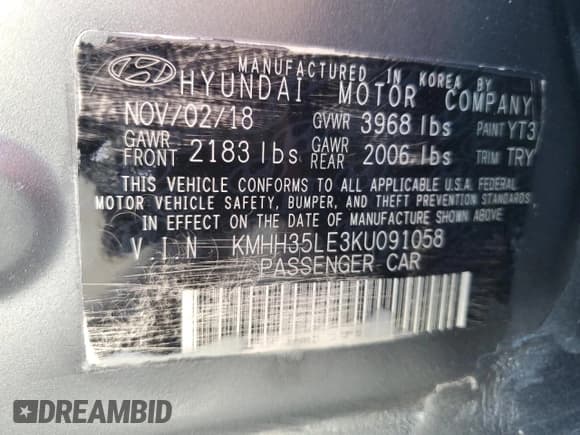 MANUFACTURED IN KOREA BY
HYUNDAI MOTOR COMPANY
NOV/02/18 GVWR 3968 lbs PAINT YT3
GAWR FRONT 2183 lbs GAWR REAR 2006 lbs TRIM TRY
THIS VEHICLE CONFORMS TO ALL APPLICABLE U.S.A. FEDERAL
MOTOR VEHICLE SAFETY, BUMPER, AND THEFT PREVENTION STANDARDS
IN EFFECT ON THE DATE OF MANUFACTURE SHOWN ABOVE.
V.I.N KMHH35LE3KU091058
PASSENGER CAR
DREAMBID